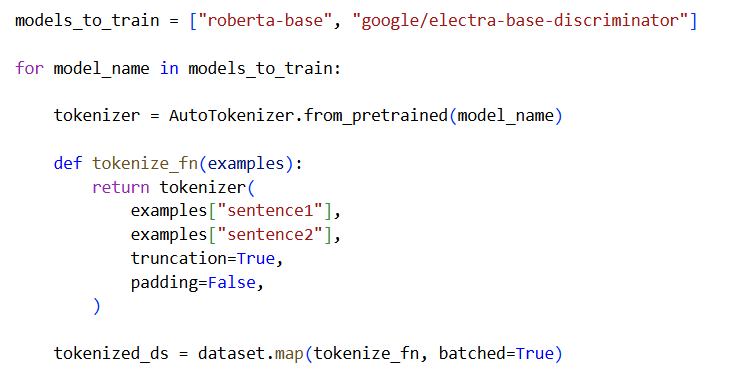 models_to_train = ["roberta-base", "google/electra-base-discriminator"]
for model_name in models_to_train:
    tokenizer = AutoTokenizer.from_pretrained(model_name)
    def tokenize_fn(examples):
        return tokenizer(
            examples["sentence1"],
            examples["sentence2"],
            truncation=True,
            padding=False,
        )
    tokenized_ds = dataset.map(tokenize_fn, batched=True)